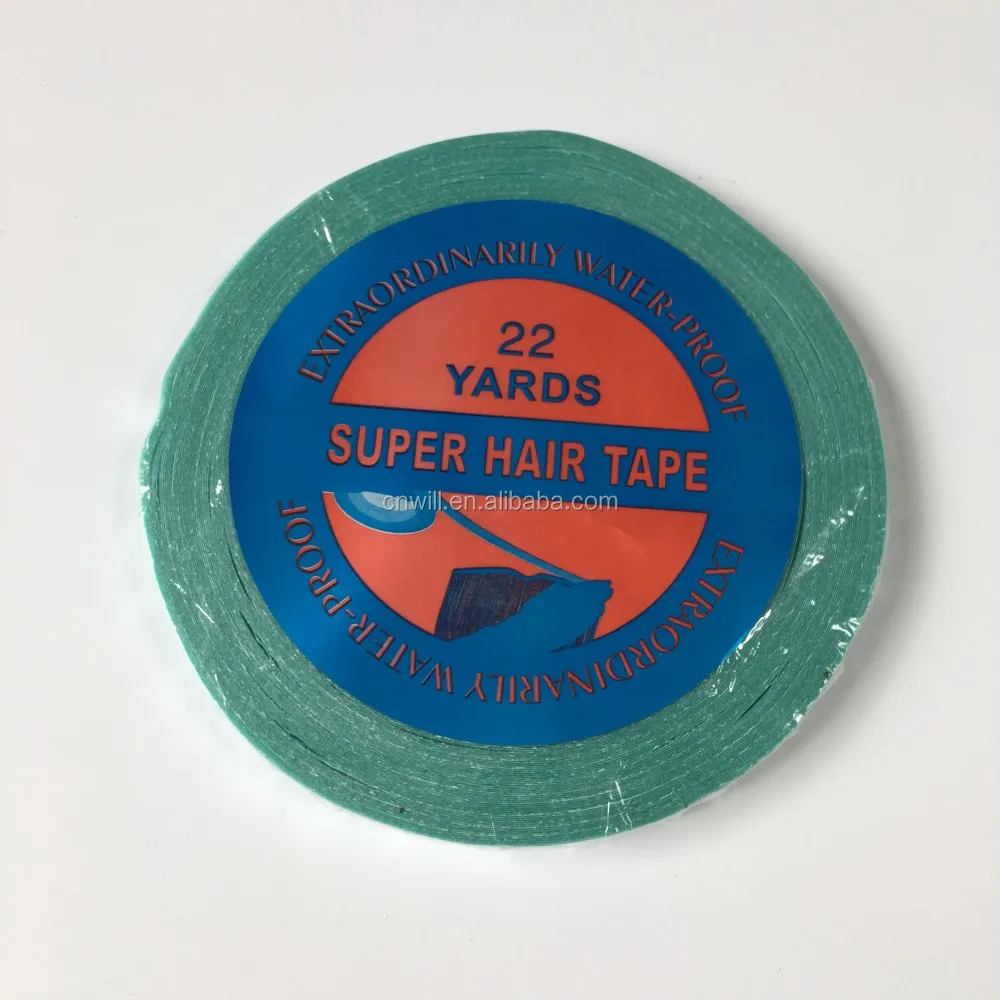 EXTRAORDINARILY WATER-PROOF
22
YARDS
SUPER HAIR TAPE
cnwill.en.alibaba.com
EXTRAORDINARILY WATER-PROOF